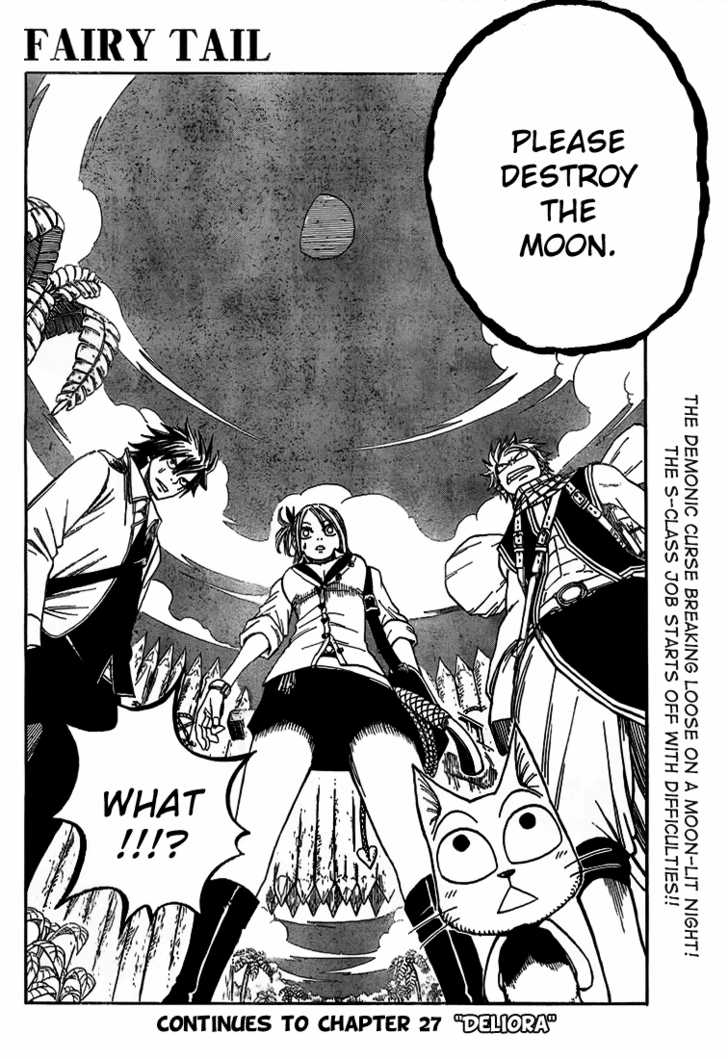 FAIRY TAIL
PLEASE
DESTROY
THE
MOON.
THE DEMONIC CURSE BREAKING LOOSE ON A MOON-LIT NIGHT!
THE S-CLASS JOB STARTS OFF WITH DIFFICULTIES!!
WHAT
!!!?
CONTINUES TO CHAPTER 27 "DELIORA"